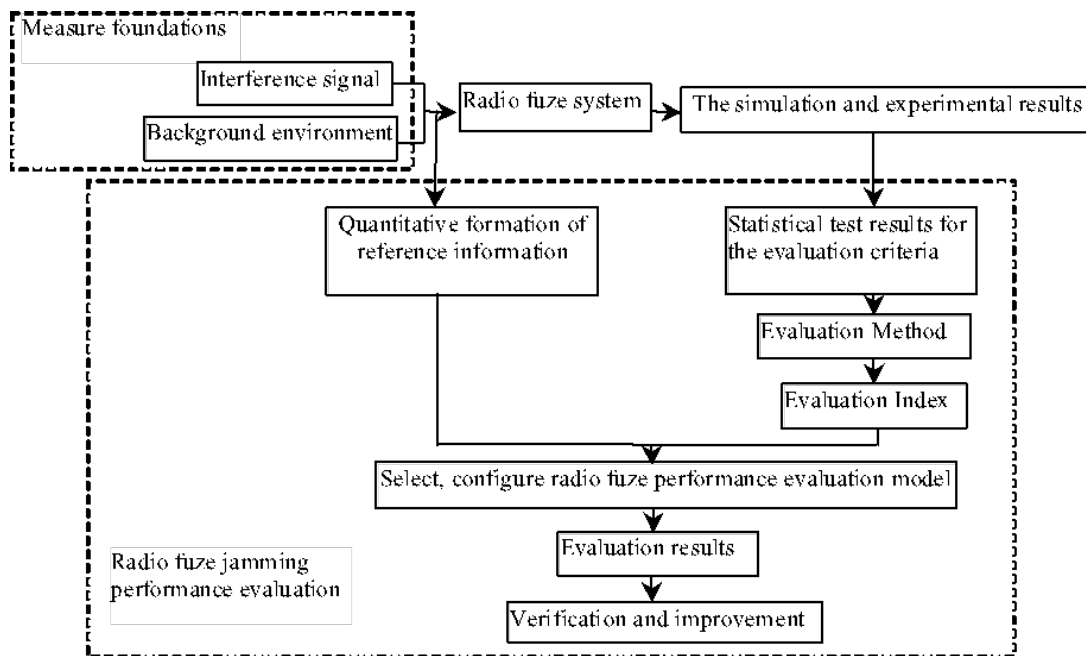 Measure foundations
Interference signal
Background environment
Radio fuze system
The simulation and experimental results
Quantitative formation of
reference information
Statistical test results for
the evaluation criteria
Evaluation Method
Evaluation Index
Select, configure radio fuze performance evaluation model
Evaluation results
Verification and improvement
Radio fuze jamming
performance evaluation